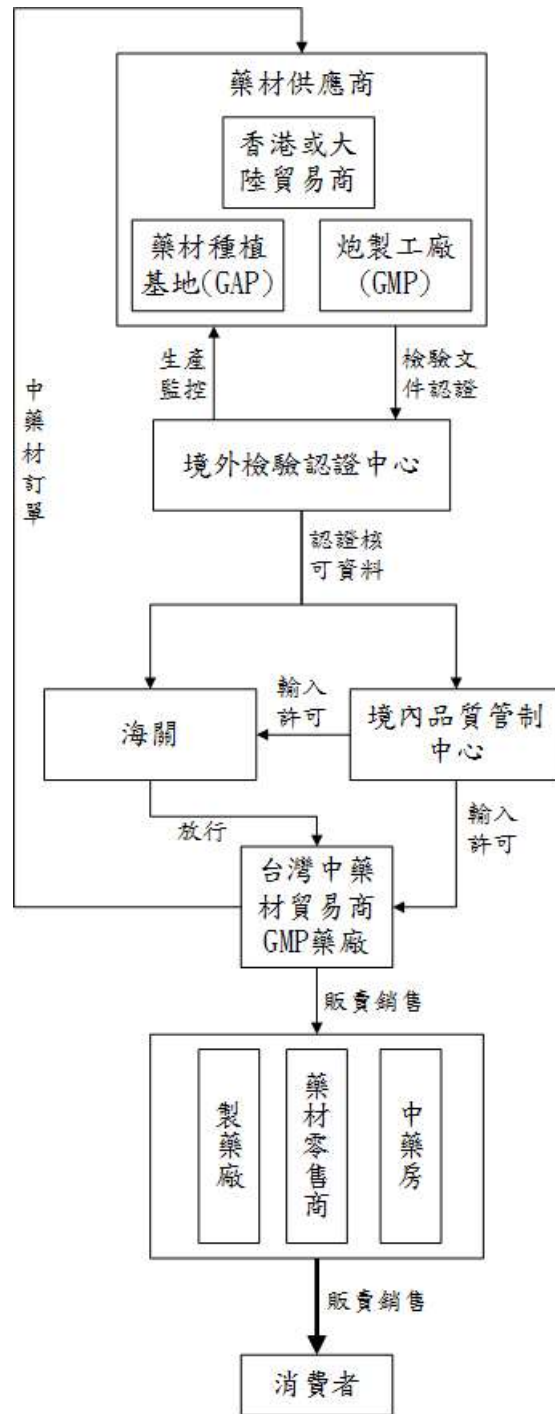 藥材供應商
香港或大
陸貿易商
藥材種植
基地(GAP)
炮製工廠
(GMP)
生產
監控
檢驗文
件認證
中藥材訂單
境外檢驗認證中心
認證核
可資料
海關
輸入
許可
境內品質管制
中心
放行
輸入
許可
台灣中藥
材貿易商
GMP藥廠
販賣銷售
製藥廠
藥材零售商
中藥房
販賣銷售
消費者